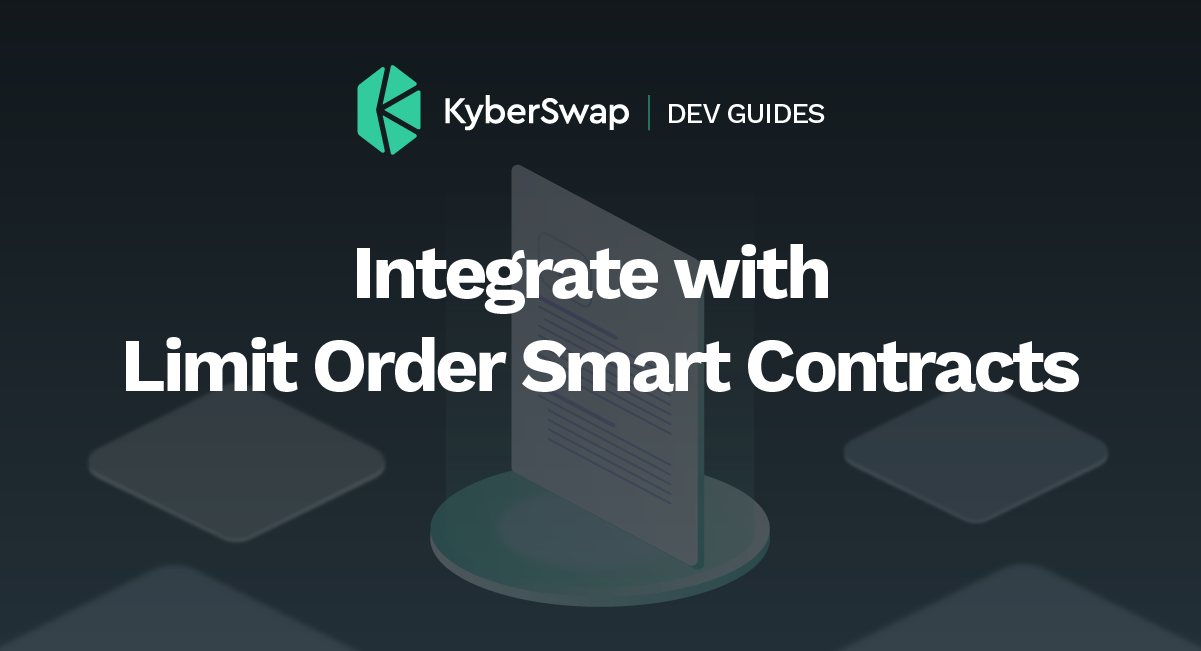 KyberSwap | DEV GUIDES
Integrate with
Limit Order Smart Contracts